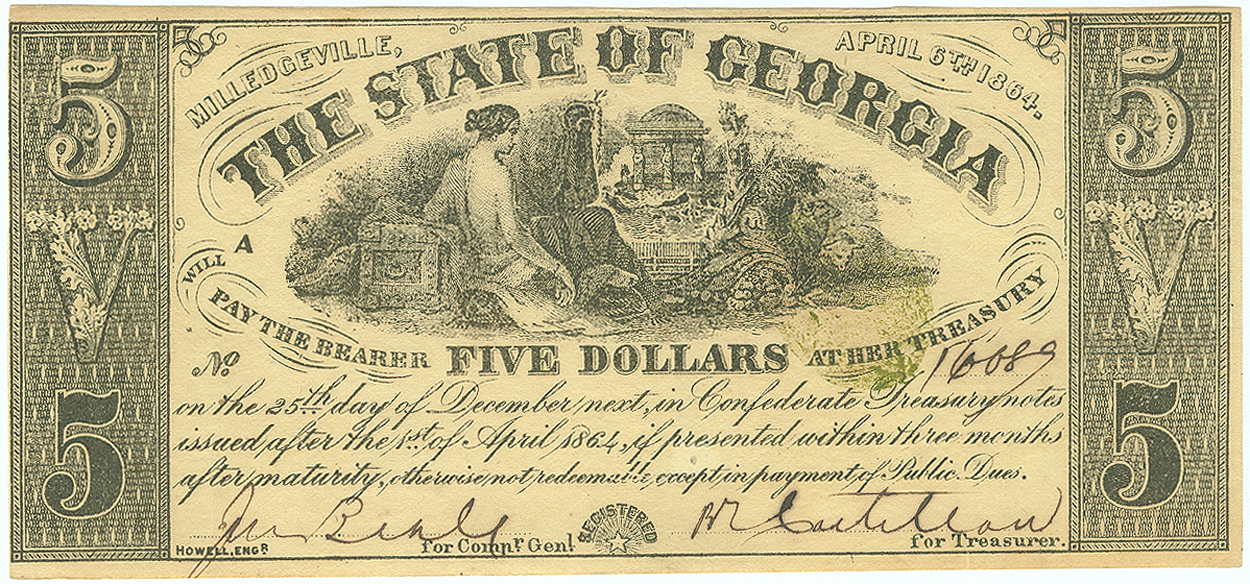 5
5
MILLEDGEVILLE,
APRIL 6TH 1864.
THE STATE OF GEORGIA
A
V
V
WILL
PAY THE BEARER FIVE DOLLARS AT HER TREASURY
No
16089
on the 25th day of December next, in Confederate Treasury notes
issued after the 1st of April 1864, if presented within three months
after maturity, otherwise not redeemable except in payment of Public Dues.
5
5
REGISTERED
for Compr. Genl.
for Treasurer.
HOWELL, ENGR